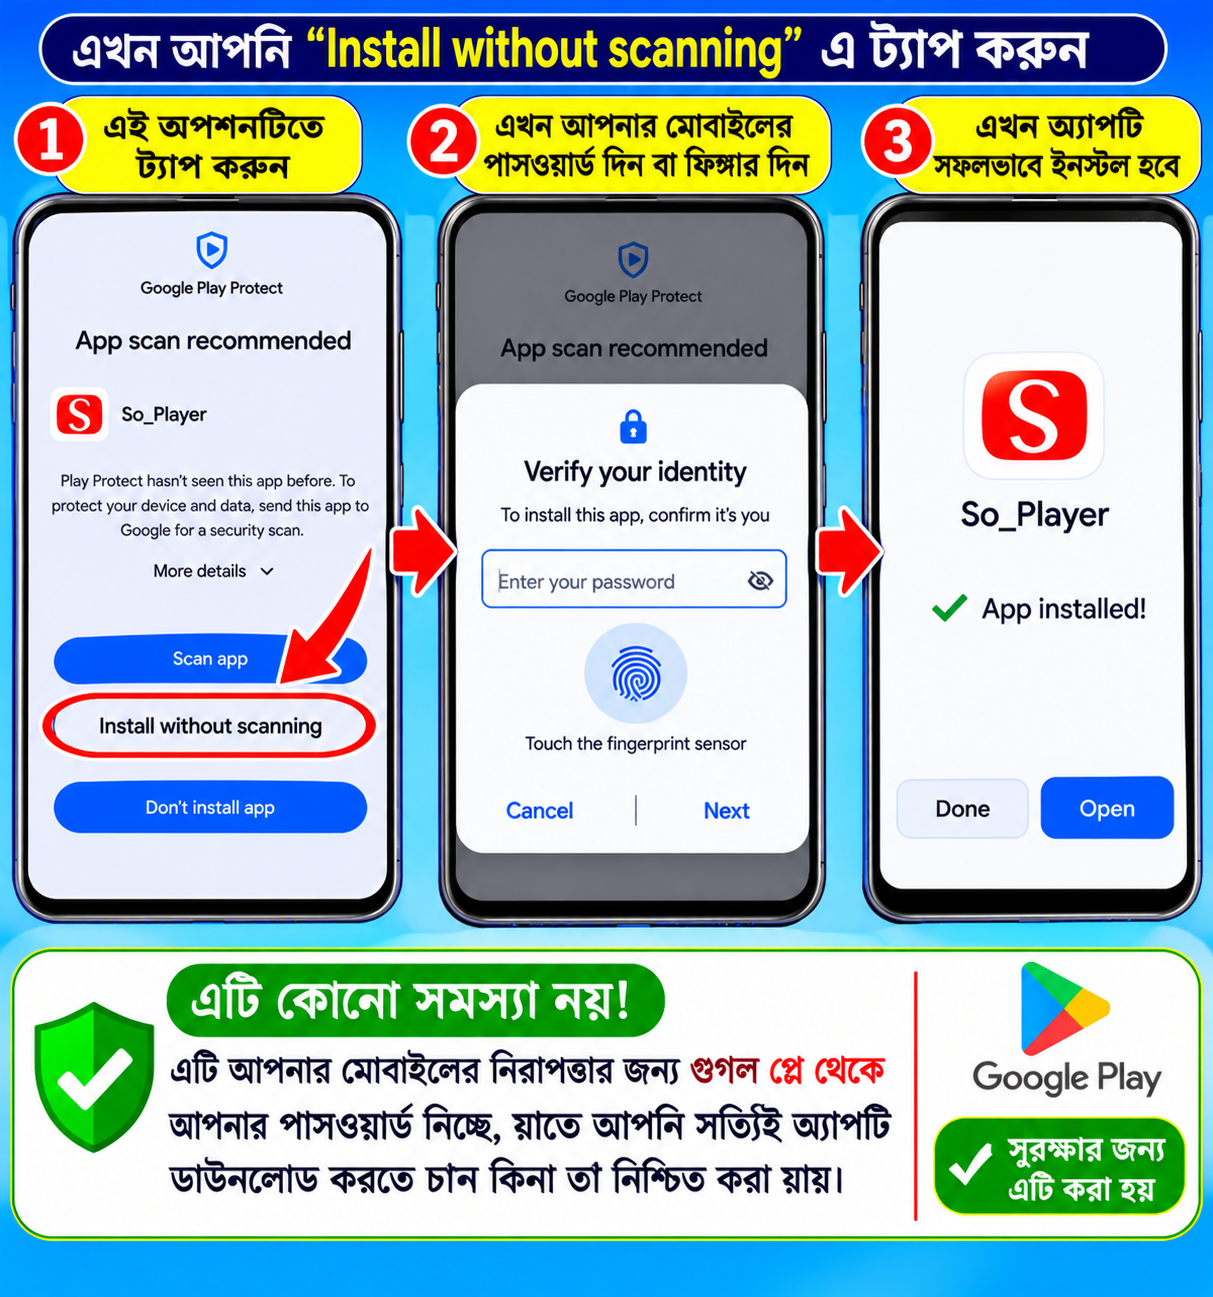 এখন আপনি “Install without scanning” এ ট্যাপ করুন
1
এই অপশনটিতে
ট্যাপ করুন
Google Play Protect
App scan recommended
S
So_Player
Play Protect hasn't seen this app before. To
protect your device and data, send this app to
Google for a security scan.
More details
Scan app
Install without scanning
Don't install app
2
এখন আপনার মোবাইলের
পাসওয়ার্ড দিন বা ফিঙ্গার দিন
Google Play Protect
App scan recommended
Verify your identity
To install this app, confirm it's you
Enter your password
Touch the fingerprint sensor
Cancel
Next
3
এখন অ্যাপটি
সফলভাবে ইনস্টল হবে
S
So_Player
App installed!
Done
Open
এটি কোনো সমস্যা নয়!
এটি আপনার মোবাইলের নিরাপত্তার জন্য গুগল প্লে থেকে
আপনার পাসওয়ার্ড নিচ্ছে, য়াতে আপনি সত্যিই অ্যাপটি
ডাউনলোড করতে চান কিনা তা নিশ্চিত করা য়ায়।
Google Play
সুরক্ষার জন্য
এটি করা হয়